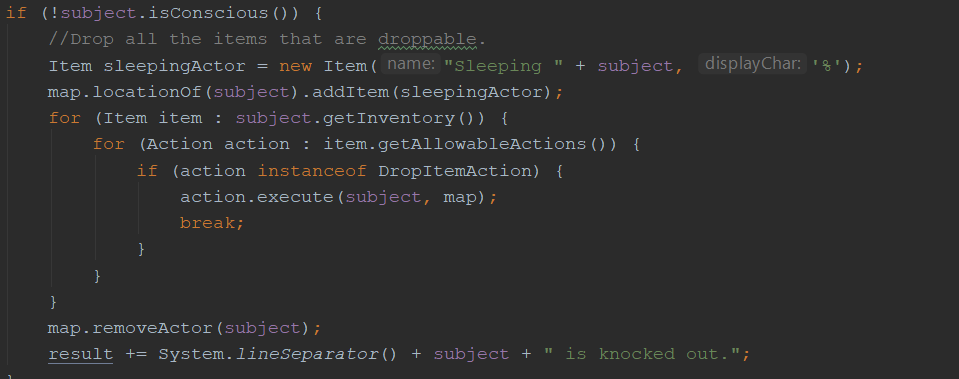 if (!subject.isConscious()) {
    //Drop all the items that are droppable.
    Item sleepingActor = new Item( name: "Sleeping " + subject, displayChar: '%');
    map.locationOf(subject).addItem(sleepingActor);
    for (Item item : subject.getInventory()) {
        for (Action action : item.getAllowableActions()) {
            if (action instanceof DropItemAction) {
                action.execute(subject, map);
                break;
            }
        }
    }
    map.removeActor(subject);
    result += System.lineSeparator() + subject + " is knocked out.";